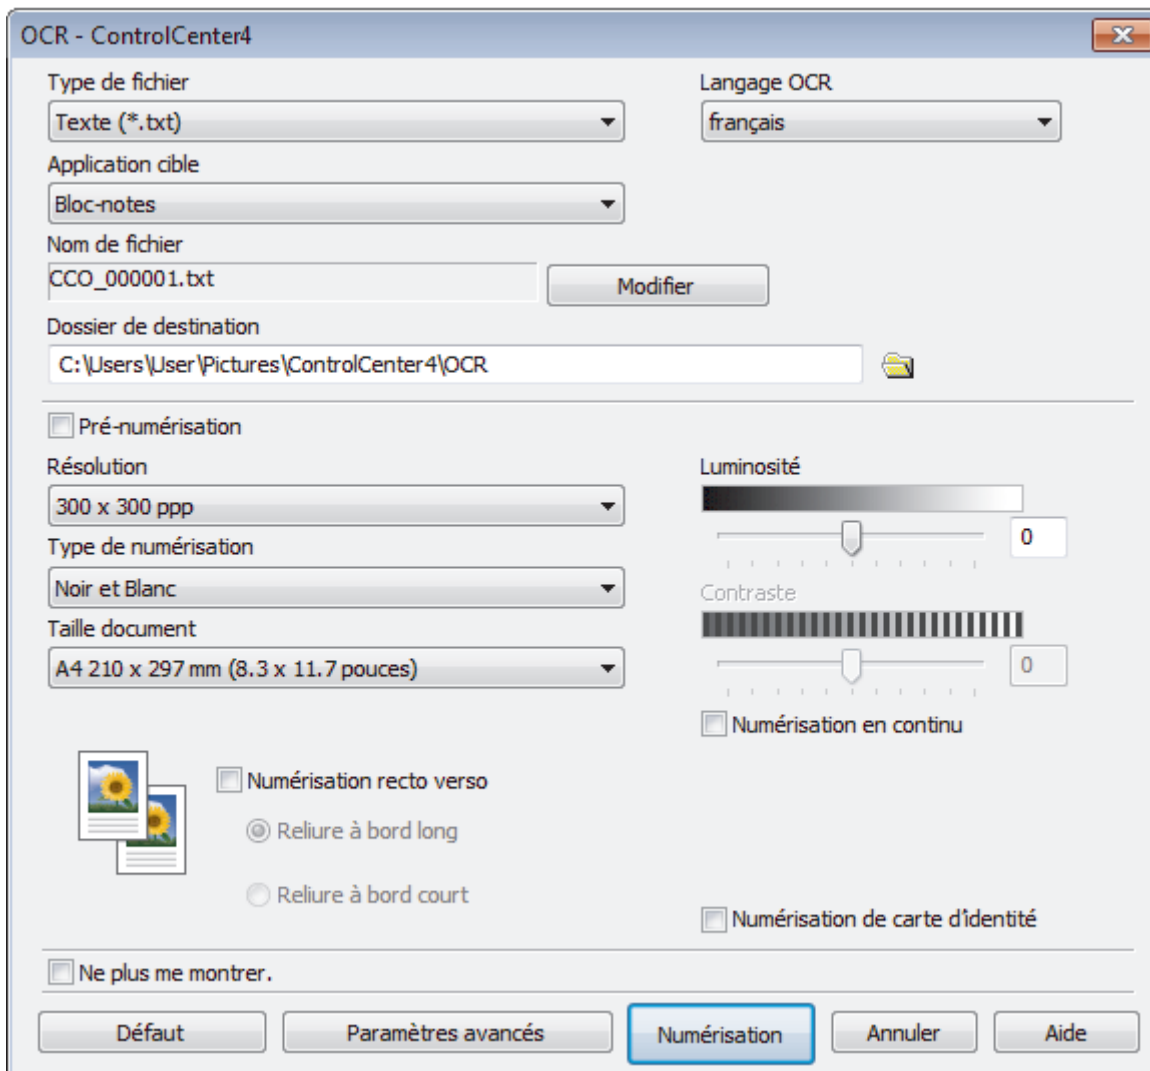 OCR - ControlCenter4
Type de fichier
Texte (*.txt)
Langage OCR
français
Application cible
Bloc-notes
Nom de fichier
CCO_000001.txt
Modifier
Dossier de destination
C:\Users\User\Pictures\ControlCenter4\OCR
Pré-numérisation
Résolution
300 x 300 ppp
Type de numérisation
Noir et Blanc
Taille document
A4 210 x 297 mm (8.3 x 11.7 pouces)
Luminosité
0
Contraste
0
Numérisation en continu
Numérisation recto verso
Reliure à bord long
Reliure à bord court
Numérisation de carte d'identité
Ne plus me montrer.
Défaut
Paramètres avancés
Numérisation
Annuler
Aide